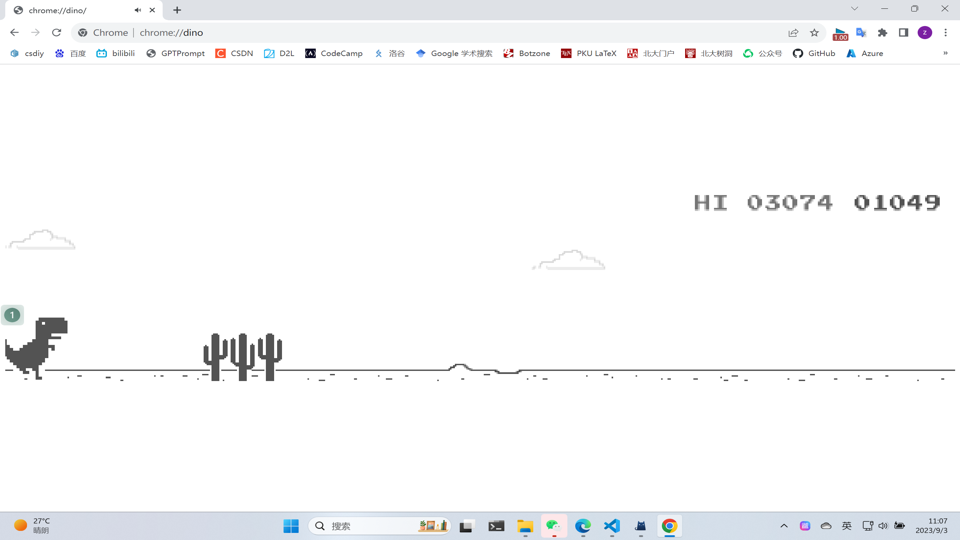 chrome://dino/
Chrome | chrome://dino
1.00
z
csdiy 百度 bilibili GPTPrompt CSDN D2L CodeCamp 洛谷 Google 学术搜索 Botzone PKU LaTeX 北大门户 北大树洞 公众号 GitHub Azure »
HI 03074 01049
1
27°C
晴朗
搜索
英
11:07
2023/9/3